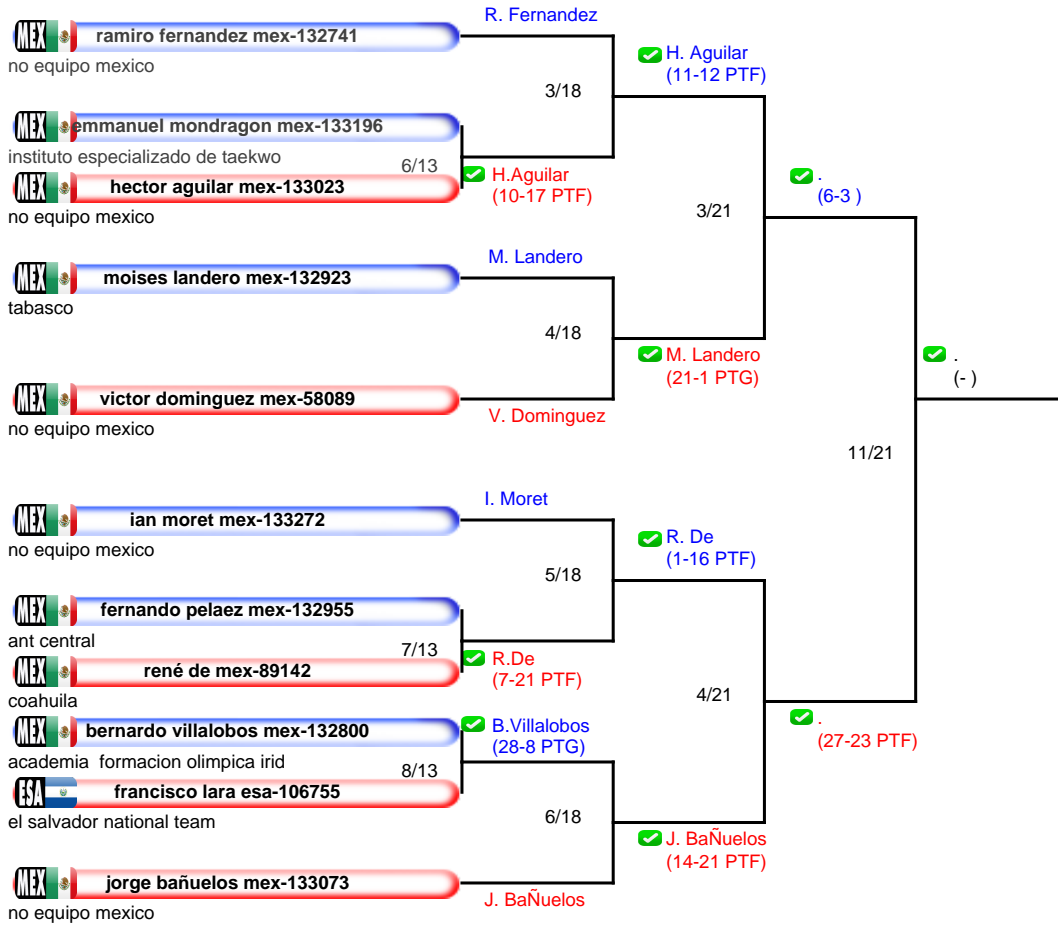 R. Fernandez
MEX ramiro fernandez mex-132741
no equipo mexico
H. Aguilar
(11-12 PTF)
3/18
MEX emmanuel mondragon mex-133196
instituto especializado de taekwo
6/13
H.Aguilar
(10-17 PTF)
MEX hector aguilar mex-133023
no equipo mexico
.
(6-3 )
3/21
M. Landero
MEX moises landero mex-132923
tabasco
4/18
M. Landero
(21-1 PTG)
.
(- )
MEX victor dominguez mex-58089
V. Dominguez
no equipo mexico
11/21
I. Moret
MEX ian moret mex-133272
no equipo mexico
R. De
(1-16 PTF)
5/18
MEX fernando pelaez mex-132955
ant central
7/13
R.De
(7-21 PTF)
MEX rené de mex-89142
coahuila
4/21
MEX bernardo villalobos mex-132800
B.Villalobos
(28-8 PTG)
.
(27-23 PTF)
academia  formacion olimpica irid
8/13
ESA francisco lara esa-106755
el salvador national team
6/18
J. BaÑuelos
(14-21 PTF)
MEX jorge bañuelos mex-133073
J. BaÑuelos
no equipo mexico